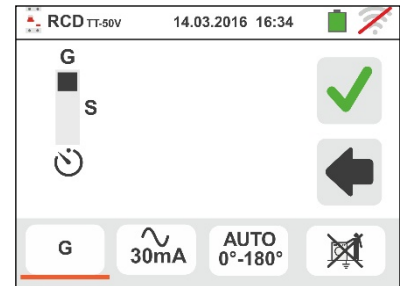 RCD TT-50V 14.03.2016 16:34
G
S
G 30mA AUTO
0°-180°